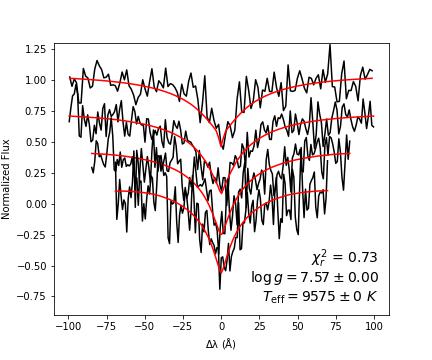 1.25
1.00
0.75
0.50
0.25
0.00
−0.25
−0.50
−0.75
Normalized Flux
χ²ᵣ = 0.73
log g = 7.57 ± 0.00
T_eff = 9575 ± 0 K
−100 −75 −50 −25 0 25 50 75 100
Δλ (Å)